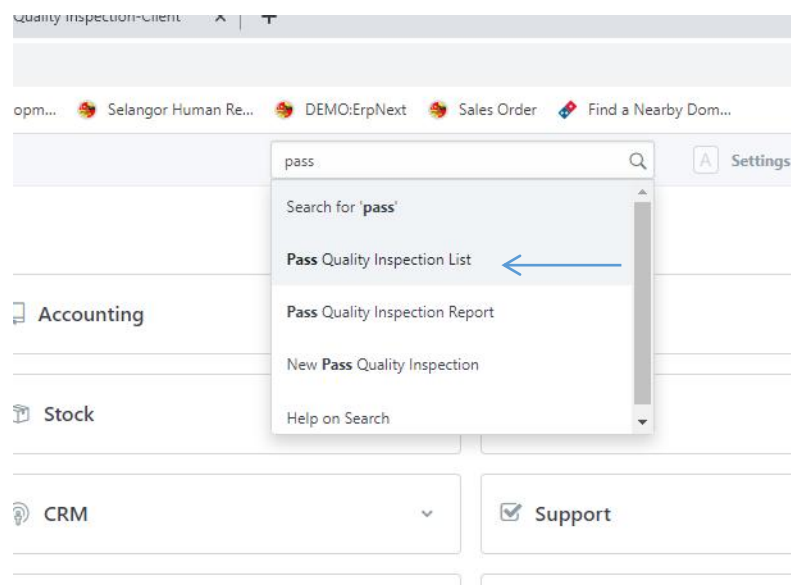 Quality Inspection-Client
opm... Selangor Human Re... DEMO:ErpNext Sales Order Find a Nearby Dom...
pass A Settings
Search for 'pass'
Pass Quality Inspection List
Accounting
Pass Quality Inspection Report
New Pass Quality Inspection
Stock
Help on Search
CRM Support